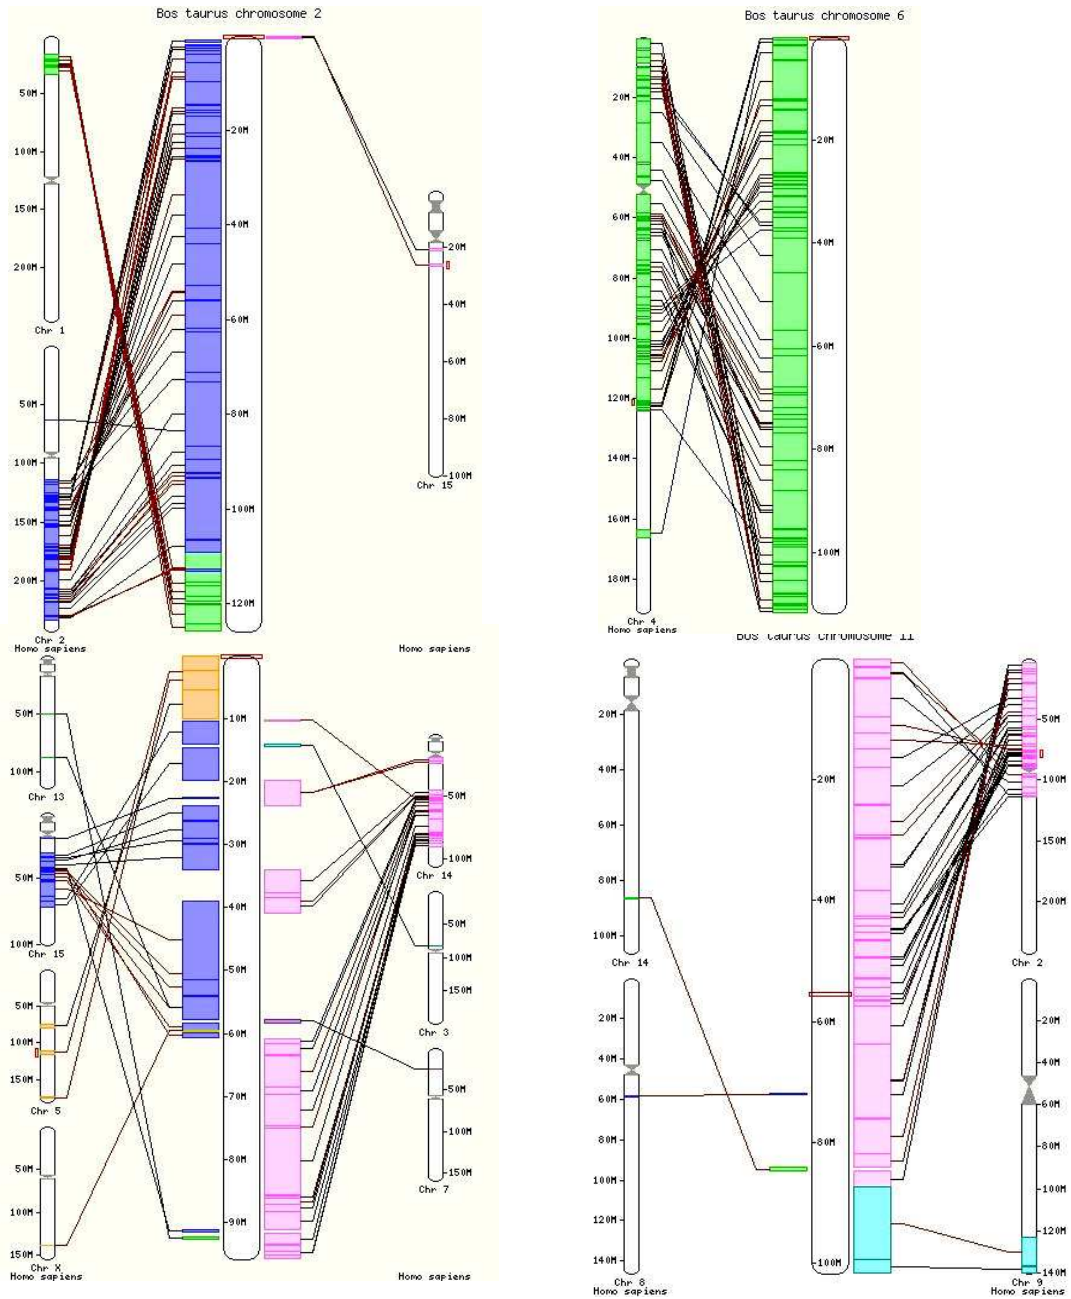 Bos taurus chromosome 2
50M
100M
150M
200M
Chr 1
50M
100M
150M
200M
Chr 2
Homo sapiens
20M
40M
60M
80M
100M
120M
20M
40M
60M
80M
100M
Chr 15
Homo sapiens
Bos taurus chromosome 6
20M
40M
60M
80M
100M
120M
140M
160M
180M
Chr 4
Homo sapiens
20M
40M
60M
80M
100M
50M
100M
Chr 13
50M
100M
Chr 15
50M
100M
150M
Chr 5
50M
100M
150M
Chr X
Homo sapiens
10M
20M
30M
40M
50M
60M
70M
80M
90M
50M
100M
Chr 14
50M
100M
150M
Chr 3
50M
100M
150M
Chr 7
Homo sapiens
Bos taurus chromosome 11
20M
40M
60M
80M
100M
Chr 14
20M
40M
60M
80M
100M
120M
140M
Chr 8
Homo sapiens
20M
40M
60M
80M
100M
50M
100M
150M
200M
Chr 2
20M
40M
60M
80M
100M
120M
140M
Chr 9
Homo sapiens